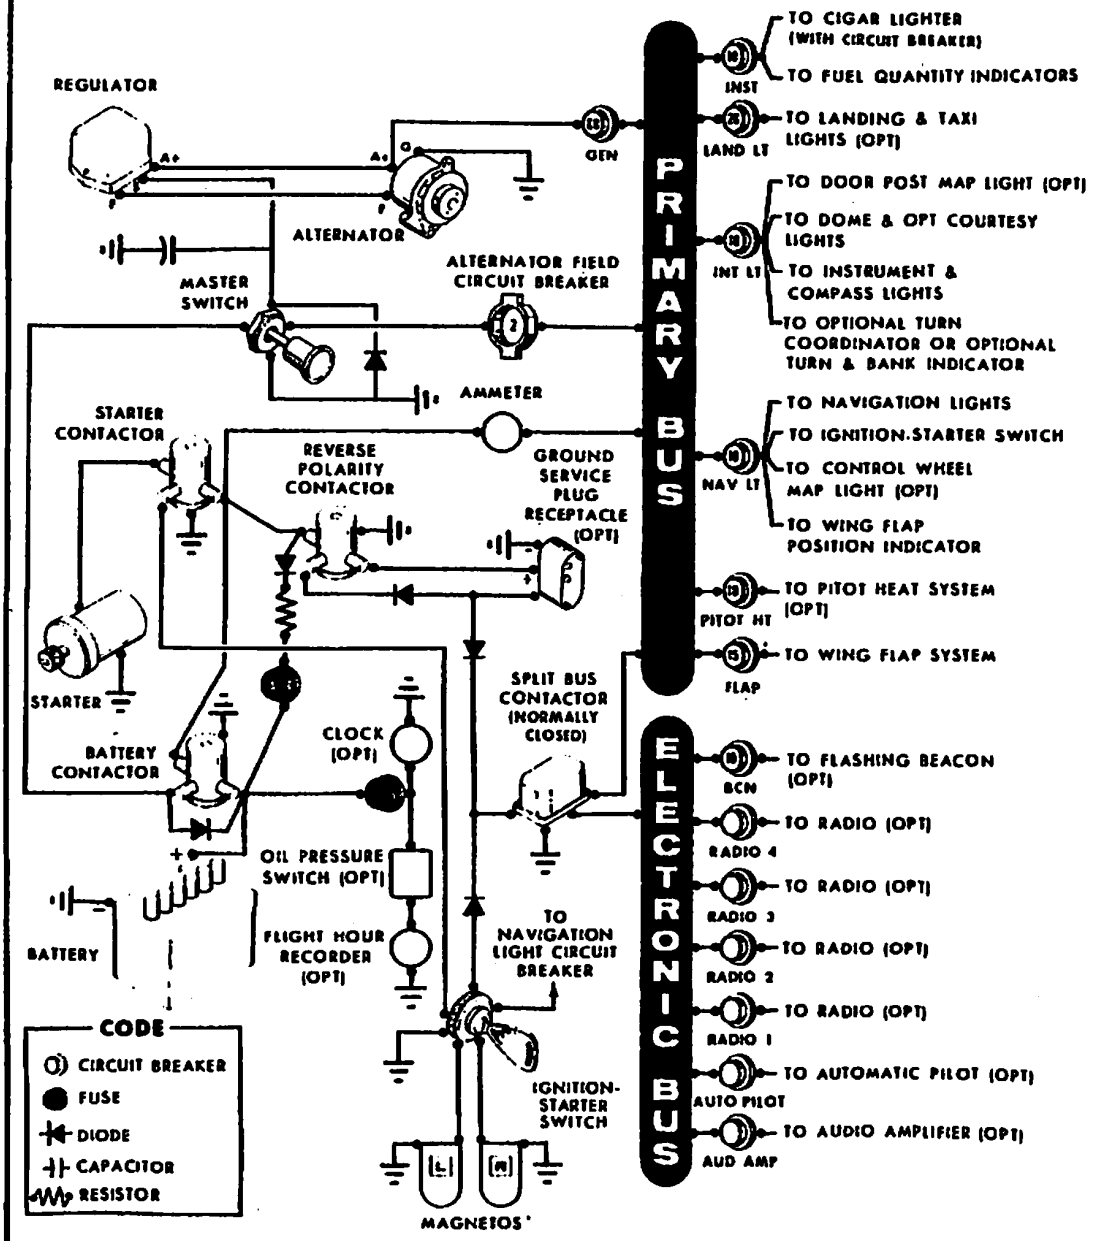 TO CIGAR LIGHTER
(WITH CIRCUIT BREAKER)
INST
TO FUEL QUANTITY INDICATORS
REGULATOR
A+
A+
G
F
F
ALTERNATOR
GEN
LAND LT
TO LANDING & TAXI
LIGHTS (OPT)
PRIMARY BUS
INT LT
TO DOOR POST MAP LIGHT (OPT)
TO DOME & OPT COURTESY
LIGHTS
TO INSTRUMENT &
COMPASS LIGHTS
TO OPTIONAL TURN
COORDINATOR OR OPTIONAL
TURN & BANK INDICATOR
MASTER
SWITCH
ALTERNATOR FIELD
CIRCUIT BREAKER
2
AMMETER
STARTER
CONTACTOR
REVERSE
POLARITY
CONTACTOR
GROUND
SERVICE
PLUG
RECEPTACLE
(OPT)
-
+
NAV LT
10
TO NAVIGATION LIGHTS
TO IGNITION-STARTER SWITCH
TO CONTROL WHEEL
MAP LIGHT (OPT)
TO WING FLAP
POSITION INDICATOR
PITOT HT
TO PITOT HEAT SYSTEM
(OPT)
15
FLAP
TO WING FLAP SYSTEM
STARTER
BATTERY
CONTACTOR
CLOCK
(OPT)
SPLIT BUS
CONTACTOR
(NORMALLY
CLOSED)
OIL PRESSURE
SWITCH (OPT)
FLIGHT HOUR
RECORDER
(OPT)
+
-
BATTERY
TO
NAVIGATION
LIGHT CIRCUIT
BREAKER
IGNITION-
STARTER
SWITCH
L
R
MAGNETOS
ELECTRONIC BUS
10
BCN
TO FLASHING BEACON
(OPT)
RADIO 4
TO RADIO (OPT)
RADIO 3
TO RADIO (OPT)
RADIO 2
TO RADIO (OPT)
RADIO 1
TO RADIO (OPT)
AUTO PILOT
TO AUTOMATIC PILOT (OPT)
AUD AMP
TO AUDIO AMPLIFIER (OPT)
CODE
CIRCUIT BREAKER
FUSE
DIODE
CAPACITOR
RESISTOR